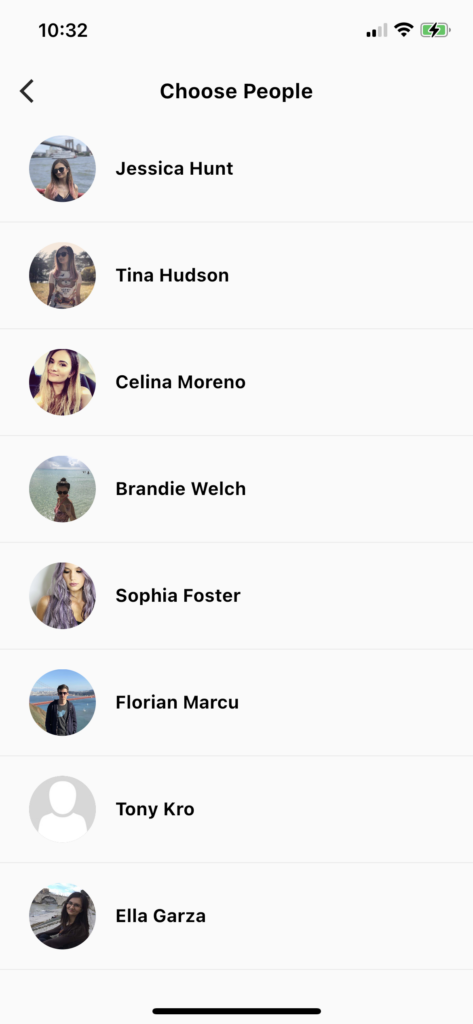 10:32
Choose People
Jessica Hunt
Tina Hudson
Celina Moreno
Brandie Welch
Sophia Foster
Florian Marcu
Tony Kro
Ella Garza